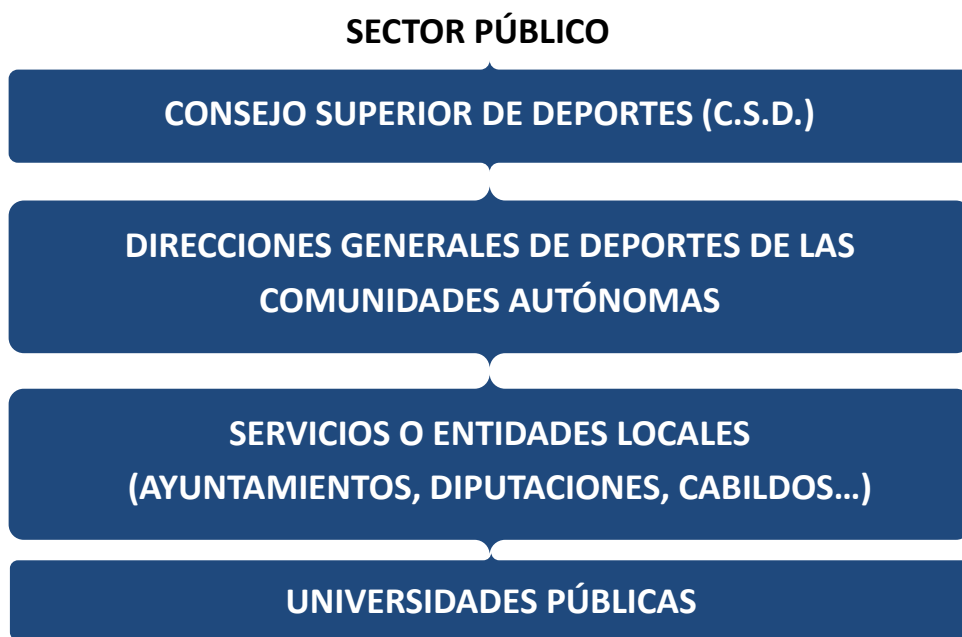 SECTOR PÚBLICO
CONSEJO SUPERIOR DE DEPORTES (C.S.D.)
DIRECCIONES GENERALES DE DEPORTES DE LAS
COMUNIDADES AUTÓNOMAS
SERVICIOS O ENTIDADES LOCALES
(AYUNTAMIENTOS, DIPUTACIONES, CABILDOS…)
UNIVERSIDADES PÚBLICAS